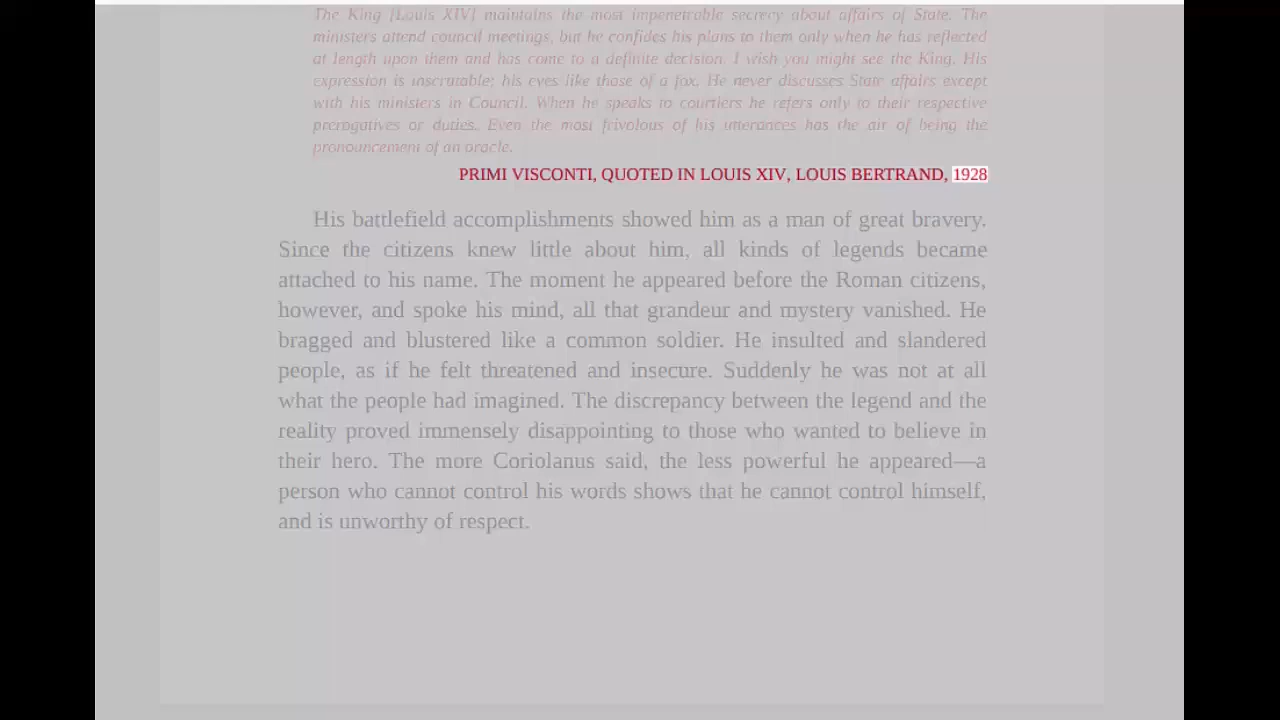 The King [Louis XIV] maintains the most impenetrable secrecy about affairs of State. The
ministers attend council meetings, but he confides his plans to them only when he has reflected
at length upon them and has come to a definite decision. I wish you might see the King. His
expression is inscrutable; his eyes like those of a fox. He never discusses State affairs except
with his ministers in Council. When he speaks to courtiers he refers only to their respective
prerogatives or duties. Even the most frivolous of his utterances has the air of being the
pronouncement of an oracle.
PRIMI VISCONTI, QUOTED IN LOUIS XIV, LOUIS BERTRAND, 1928
His battlefield accomplishments showed him as a man of great bravery.
Since the citizens knew little about him, all kinds of legends became
attached to his name. The moment he appeared before the Roman citizens,
however, and spoke his mind, all that grandeur and mystery vanished. He
bragged and blustered like a common soldier. He insulted and slandered
people, as if he felt threatened and insecure. Suddenly he was not at all
what the people had imagined. The discrepancy between the legend and the
reality proved immensely disappointing to those who wanted to believe in
their hero. The more Coriolanus said, the less powerful he appeared—a
person who cannot control his words shows that he cannot control himself,
and is unworthy of respect.